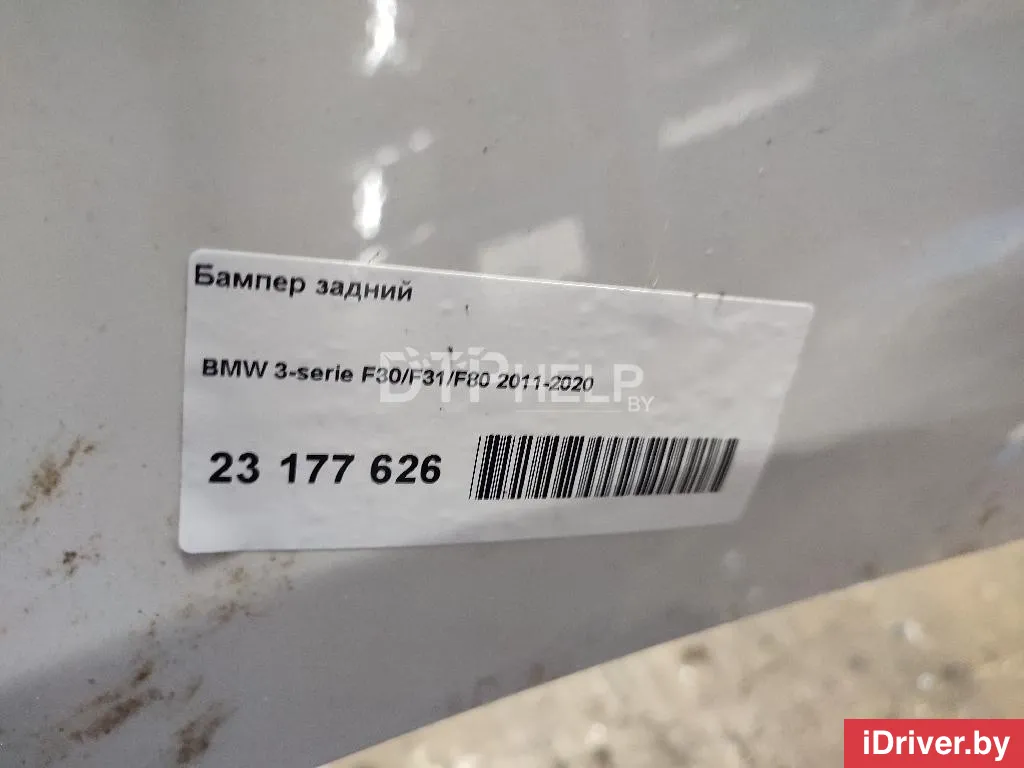 Бампер задний
BMW 3-serie F30/F31/F80 2011-2020
DTPHELP
BY
23 177 626
iDriver.by